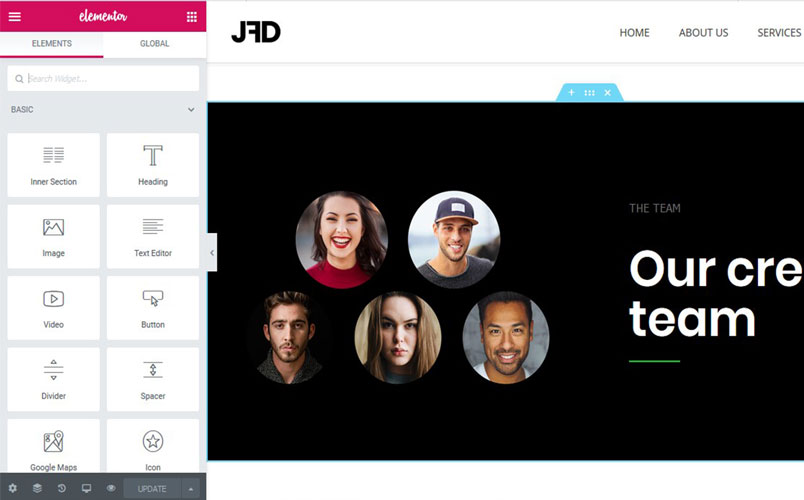 elementor
ELEMENTS GLOBAL
Search Widget...
BASIC
Inner Section
Heading
Image
Text Editor
Video
Button
Divider
Spacer
Google Maps
Icon
UPDATE
JFD
HOME ABOUT US SERVICES
THE TEAM
Our cre
team